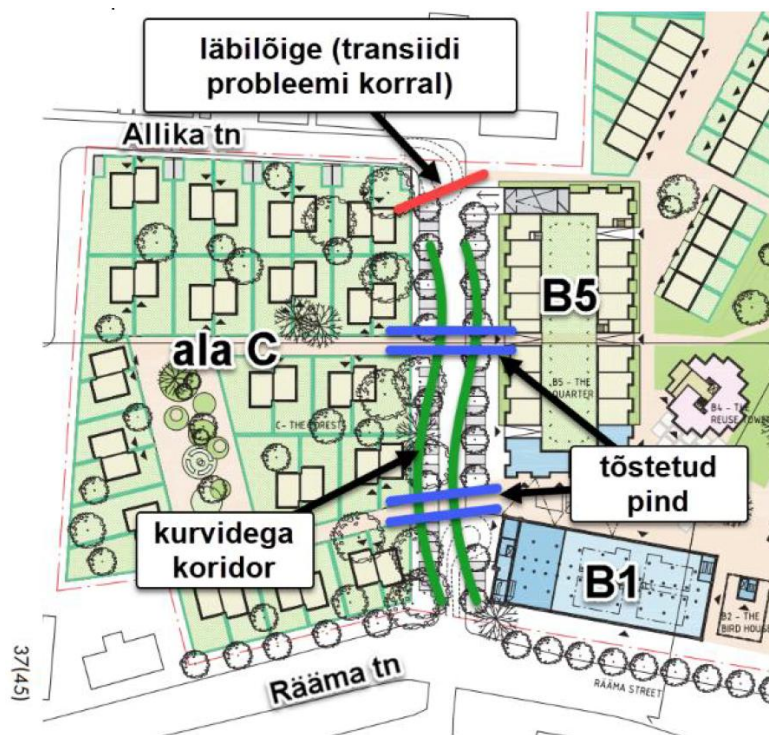 läbilõige (transiidi
probleemi korral)
Allika tn
B5
ala C
B5 - THE
QUARTER
B4 - THE
REUSE TOWER
C- THE FORESTS
tõstetud
pind
kurvidega
koridor
B1
B2 - THE
BIRD HOUSE
37(45)
Rääma tn
RÄÄMA STREET